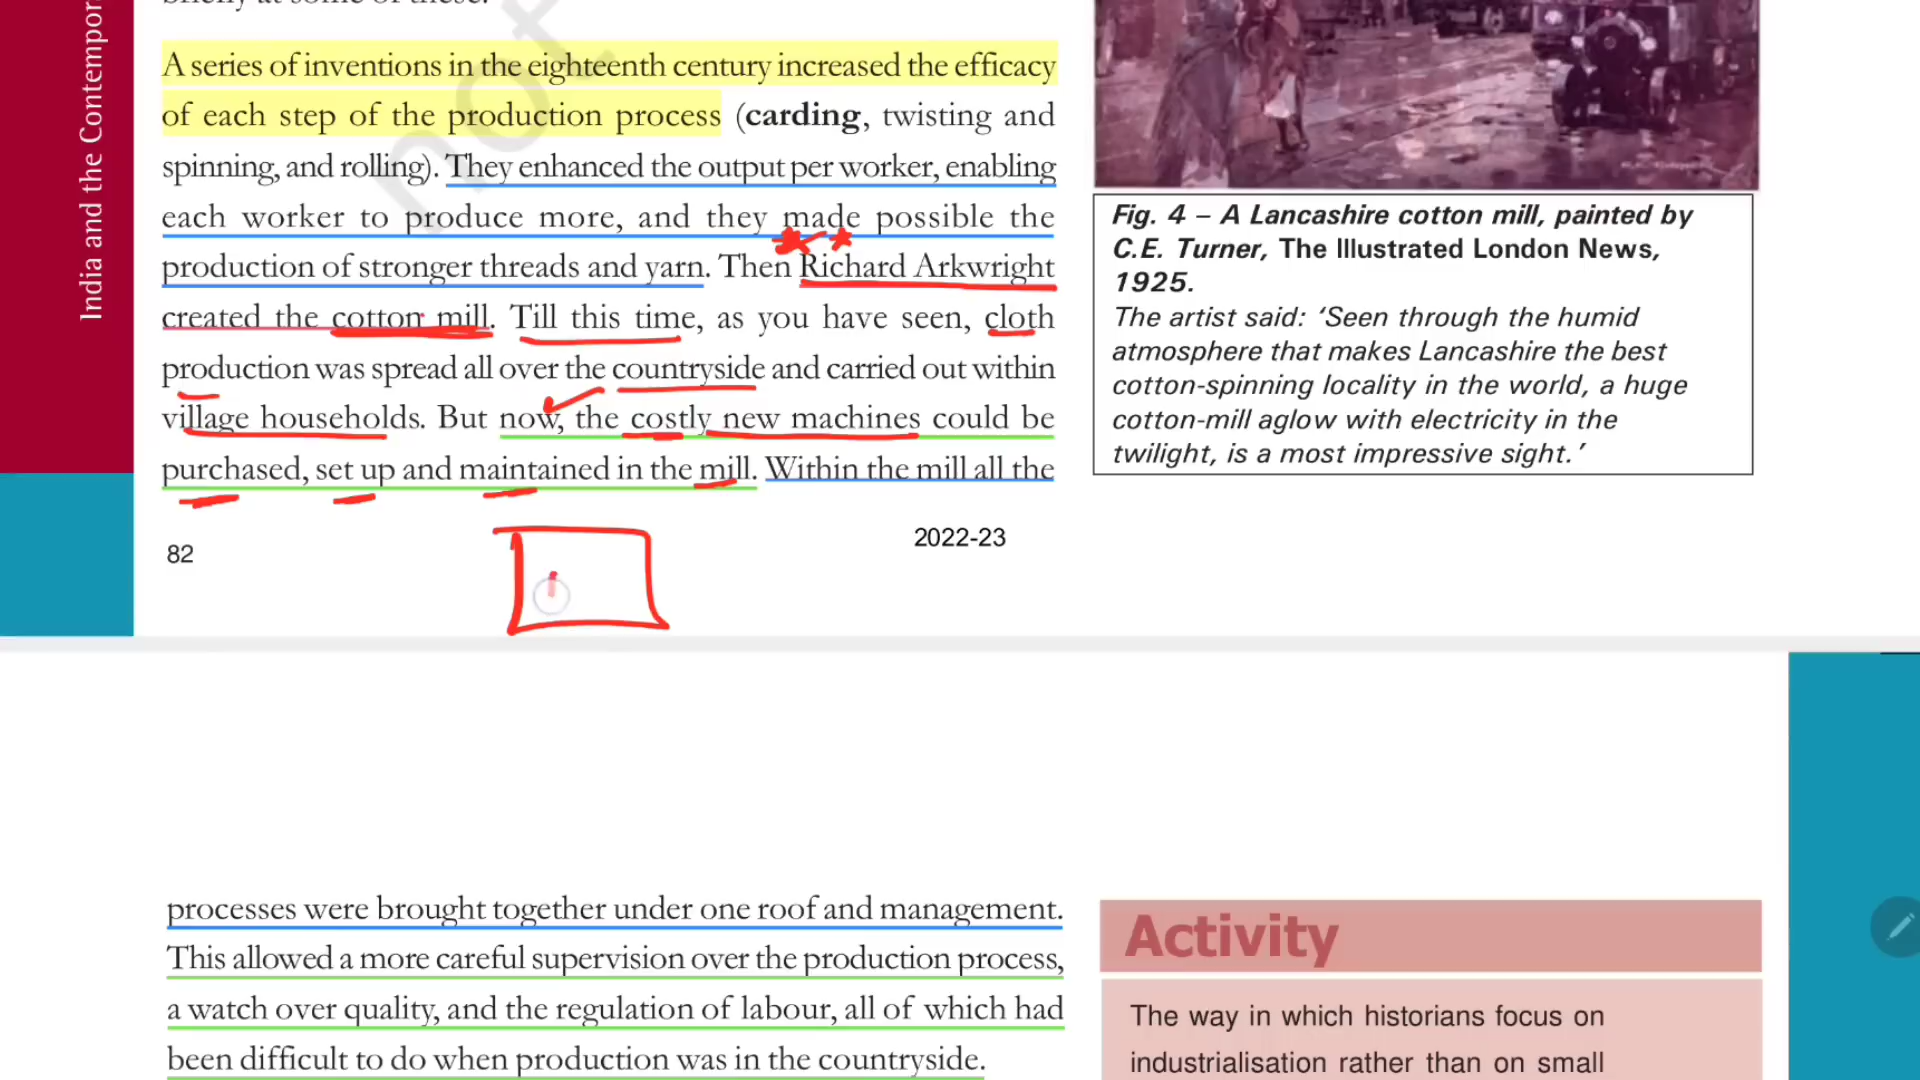 India and the Contempor
briefly at some of these.
A series of inventions in the eighteenth century increased the efficacy
of each step of the production process (carding, twisting and
spinning, and rolling). They enhanced the output per worker, enabling
each worker to produce more, and they made possible the
production of stronger threads and yarn. Then Richard Arkwright
created the cotton mill. Till this time, as you have seen, cloth
production was spread all over the countryside and carried out within
village households. But now, the costly new machines could be
purchased, set up and maintained in the mill. Within the mill all the
82
2022-23
not
Fig. 4 – A Lancashire cotton mill, painted by
C.E. Turner, The Illustrated London News,
1925.
The artist said: ‘Seen through the humid
atmosphere that makes Lancashire the best
cotton-spinning locality in the world, a huge
cotton-mill aglow with electricity in the
twilight, is a most impressive sight.’
processes were brought together under one roof and management.
This allowed a more careful supervision over the production process,
a watch over quality, and the regulation of labour, all of which had
been difficult to do when production was in the countryside.
Activity
The way in which historians focus on
industrialisation rather than on small